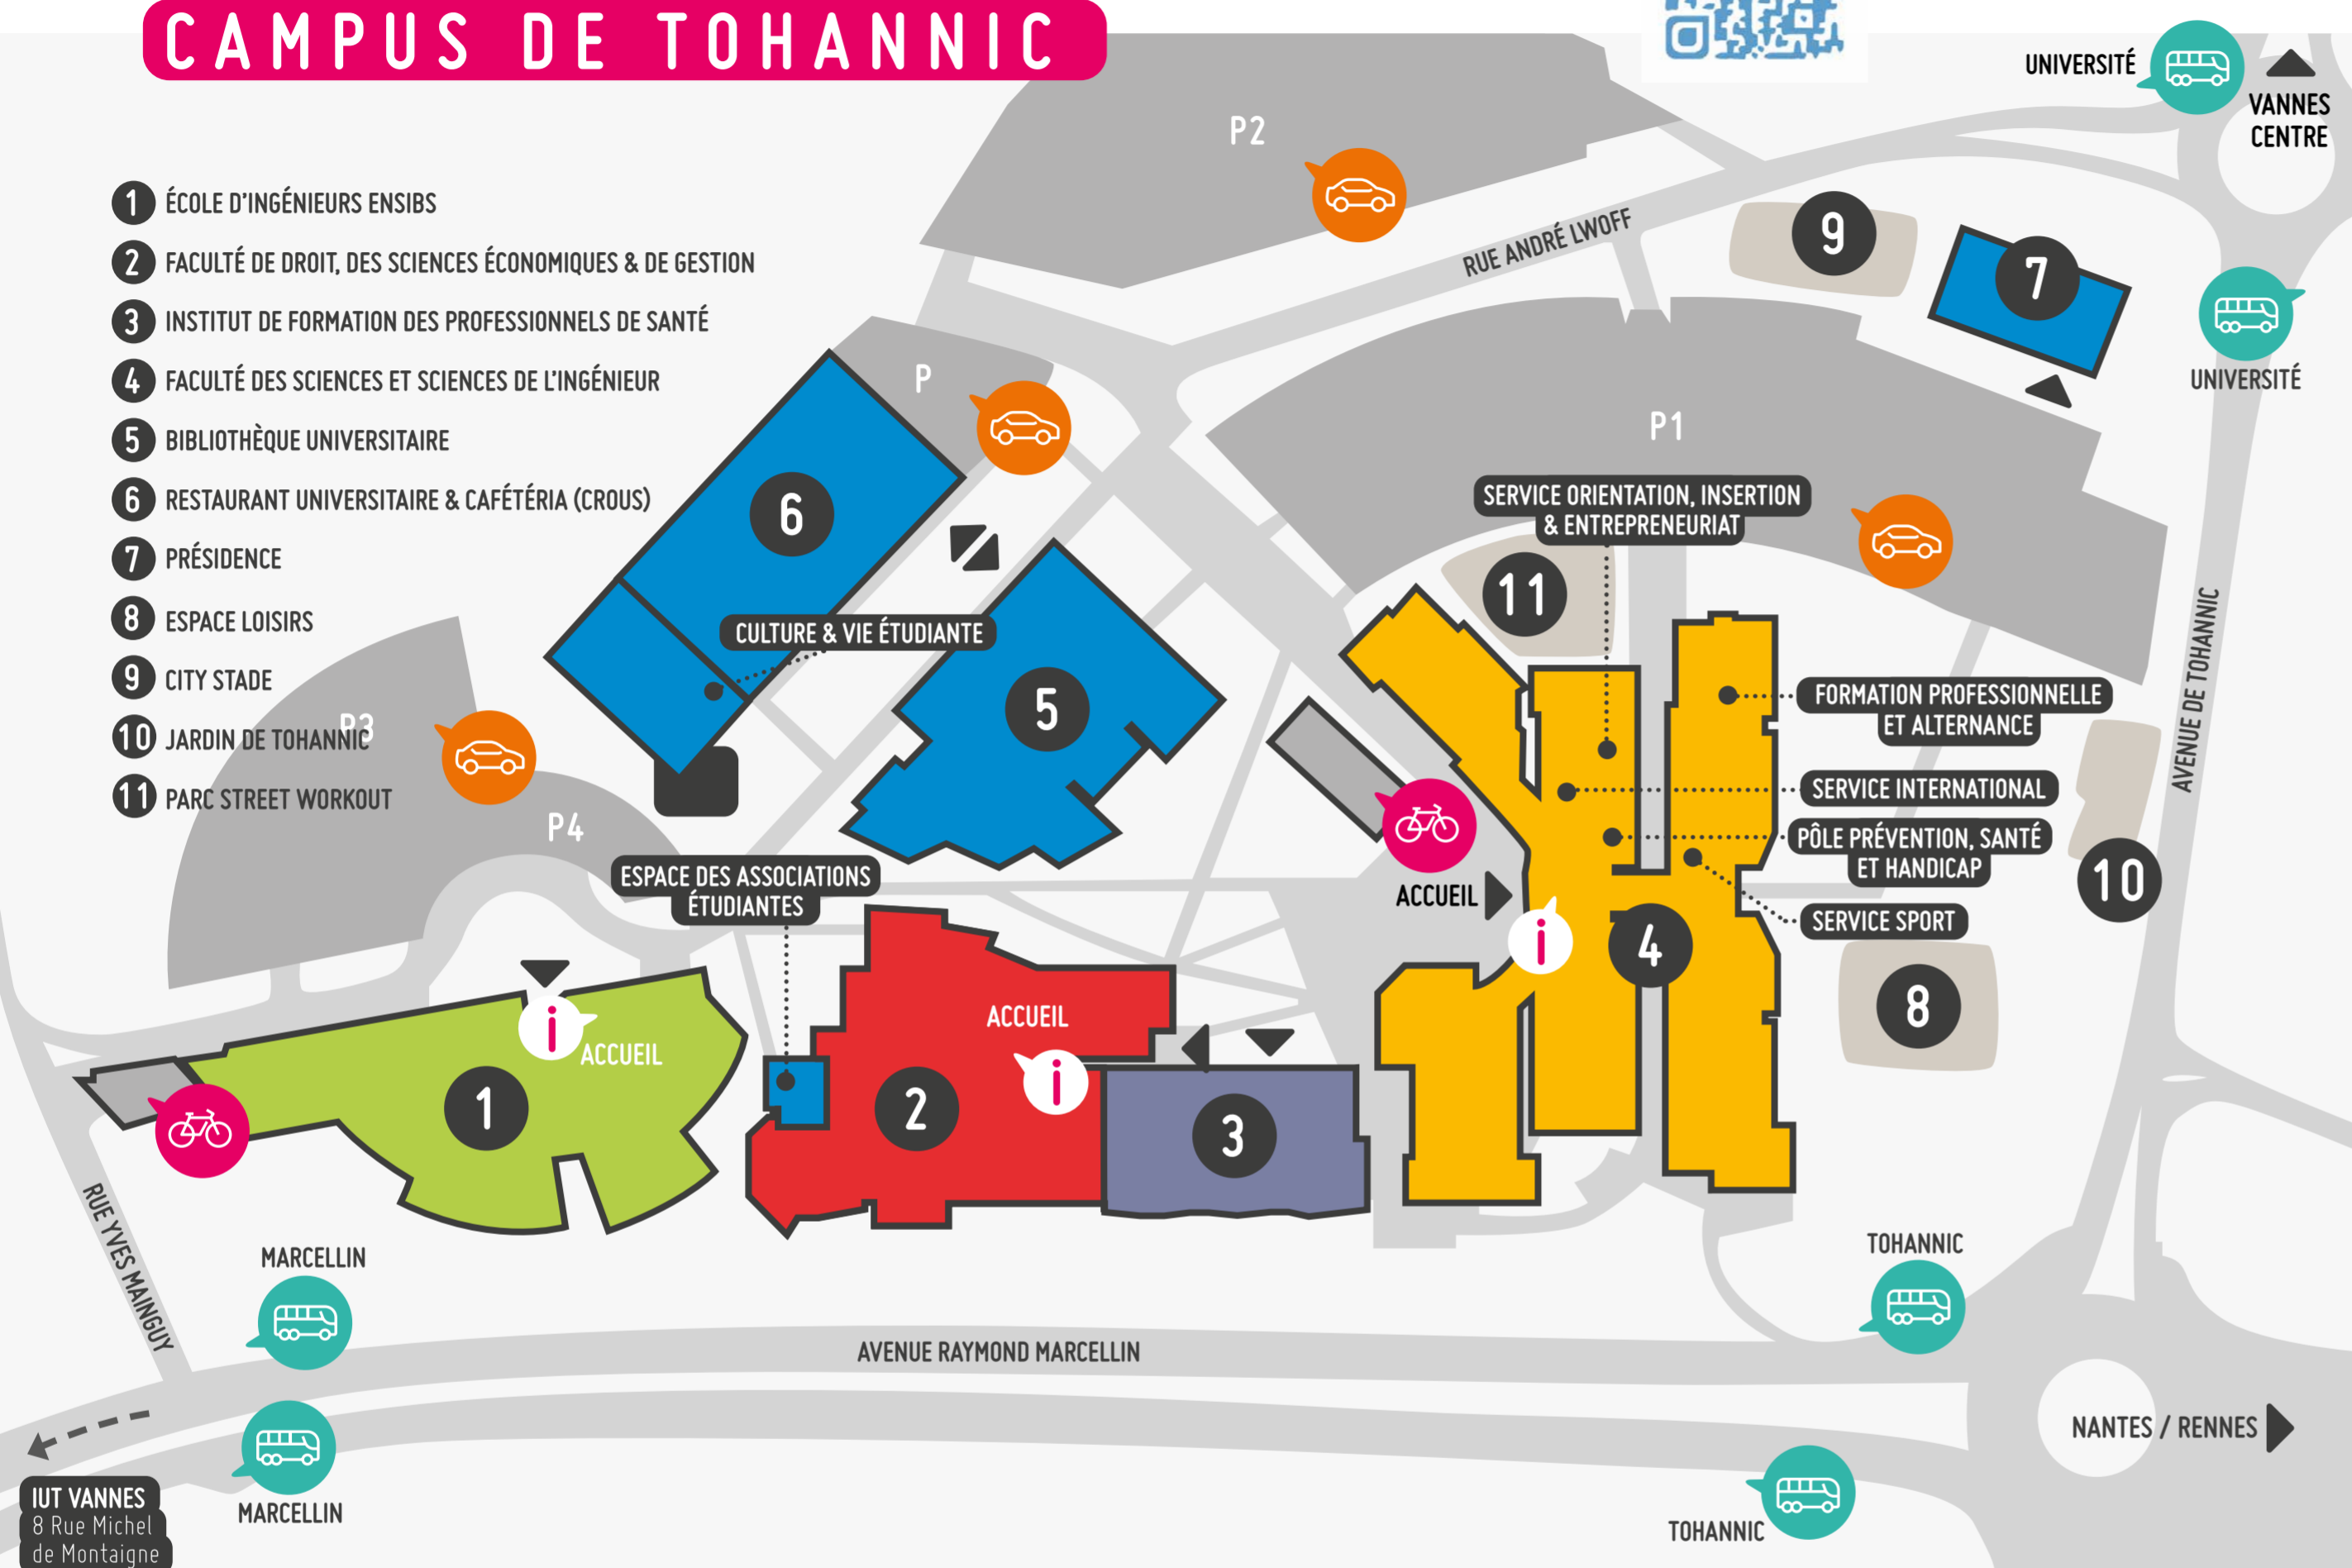 CAMPUS DE TOHANNIC
1 ÉCOLE D'INGÉNIEURS ENSIBS
2 FACULTÉ DE DROIT, DES SCIENCES ÉCONOMIQUES & DE GESTION
3 INSTITUT DE FORMATION DES PROFESSIONNELS DE SANTÉ
4 FACULTÉ DES SCIENCES ET SCIENCES DE L'INGÉNIEUR
5 BIBLIOTHÈQUE UNIVERSITAIRE
6 RESTAURANT UNIVERSITAIRE & CAFÉTÉRIA (CROUS)
7 PRÉSIDENCE
8 ESPACE LOISIRS
9 CITY STADE
10 JARDIN DE TOHANNIC
11 PARC STREET WORKOUT
UNIVERSITÉ
VANNES
CENTRE
P2
RUE ANDRÉ LWOFF
9
7
UNIVERSITÉ
P
P1
6
SERVICE ORIENTATION, INSERTION
& ENTREPRENEURIAT
11
CULTURE & VIE ÉTUDIANTE
5
P3
P4
FORMATION PROFESSIONNELLE
ET ALTERNANCE
AVENUE DE TOHANNIC
SERVICE INTERNATIONAL
PÔLE PRÉVENTION, SANTÉ
ET HANDICAP
10
ESPACE DES ASSOCIATIONS
ÉTUDIANTES
ACCUEIL
i
4
SERVICE SPORT
8
i
ACCUEIL
1
ACCUEIL
i
2
3
RUE YVES MAINGUY
MARCELLIN
TOHANNIC
AVENUE RAYMOND MARCELLIN
NANTES / RENNES
MARCELLIN
TOHANNIC
IUT VANNES
8 Rue Michel
de Montaigne